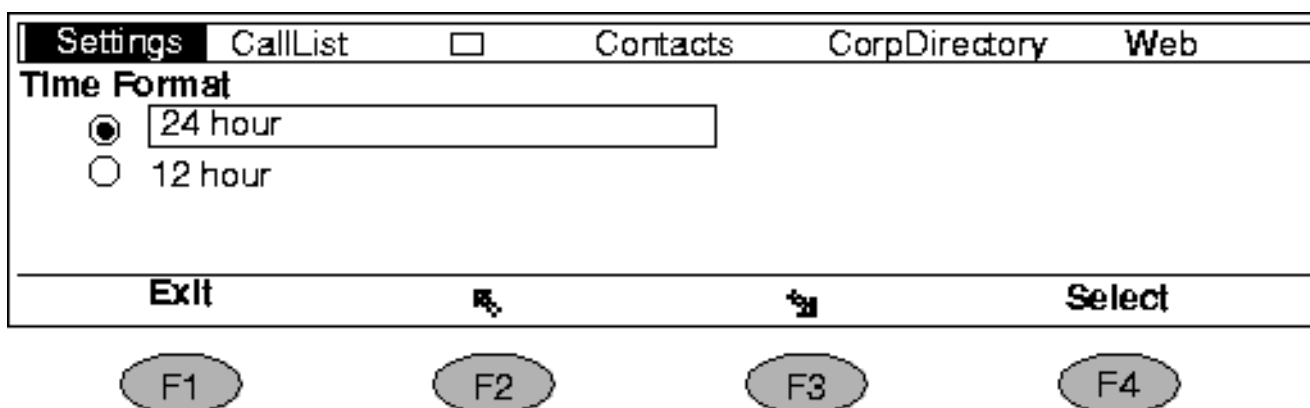 Settings CallList Contacts CorpDirectory Web
Time Format
24 hour
12 hour
Exit Select
F1 F2 F3 F4